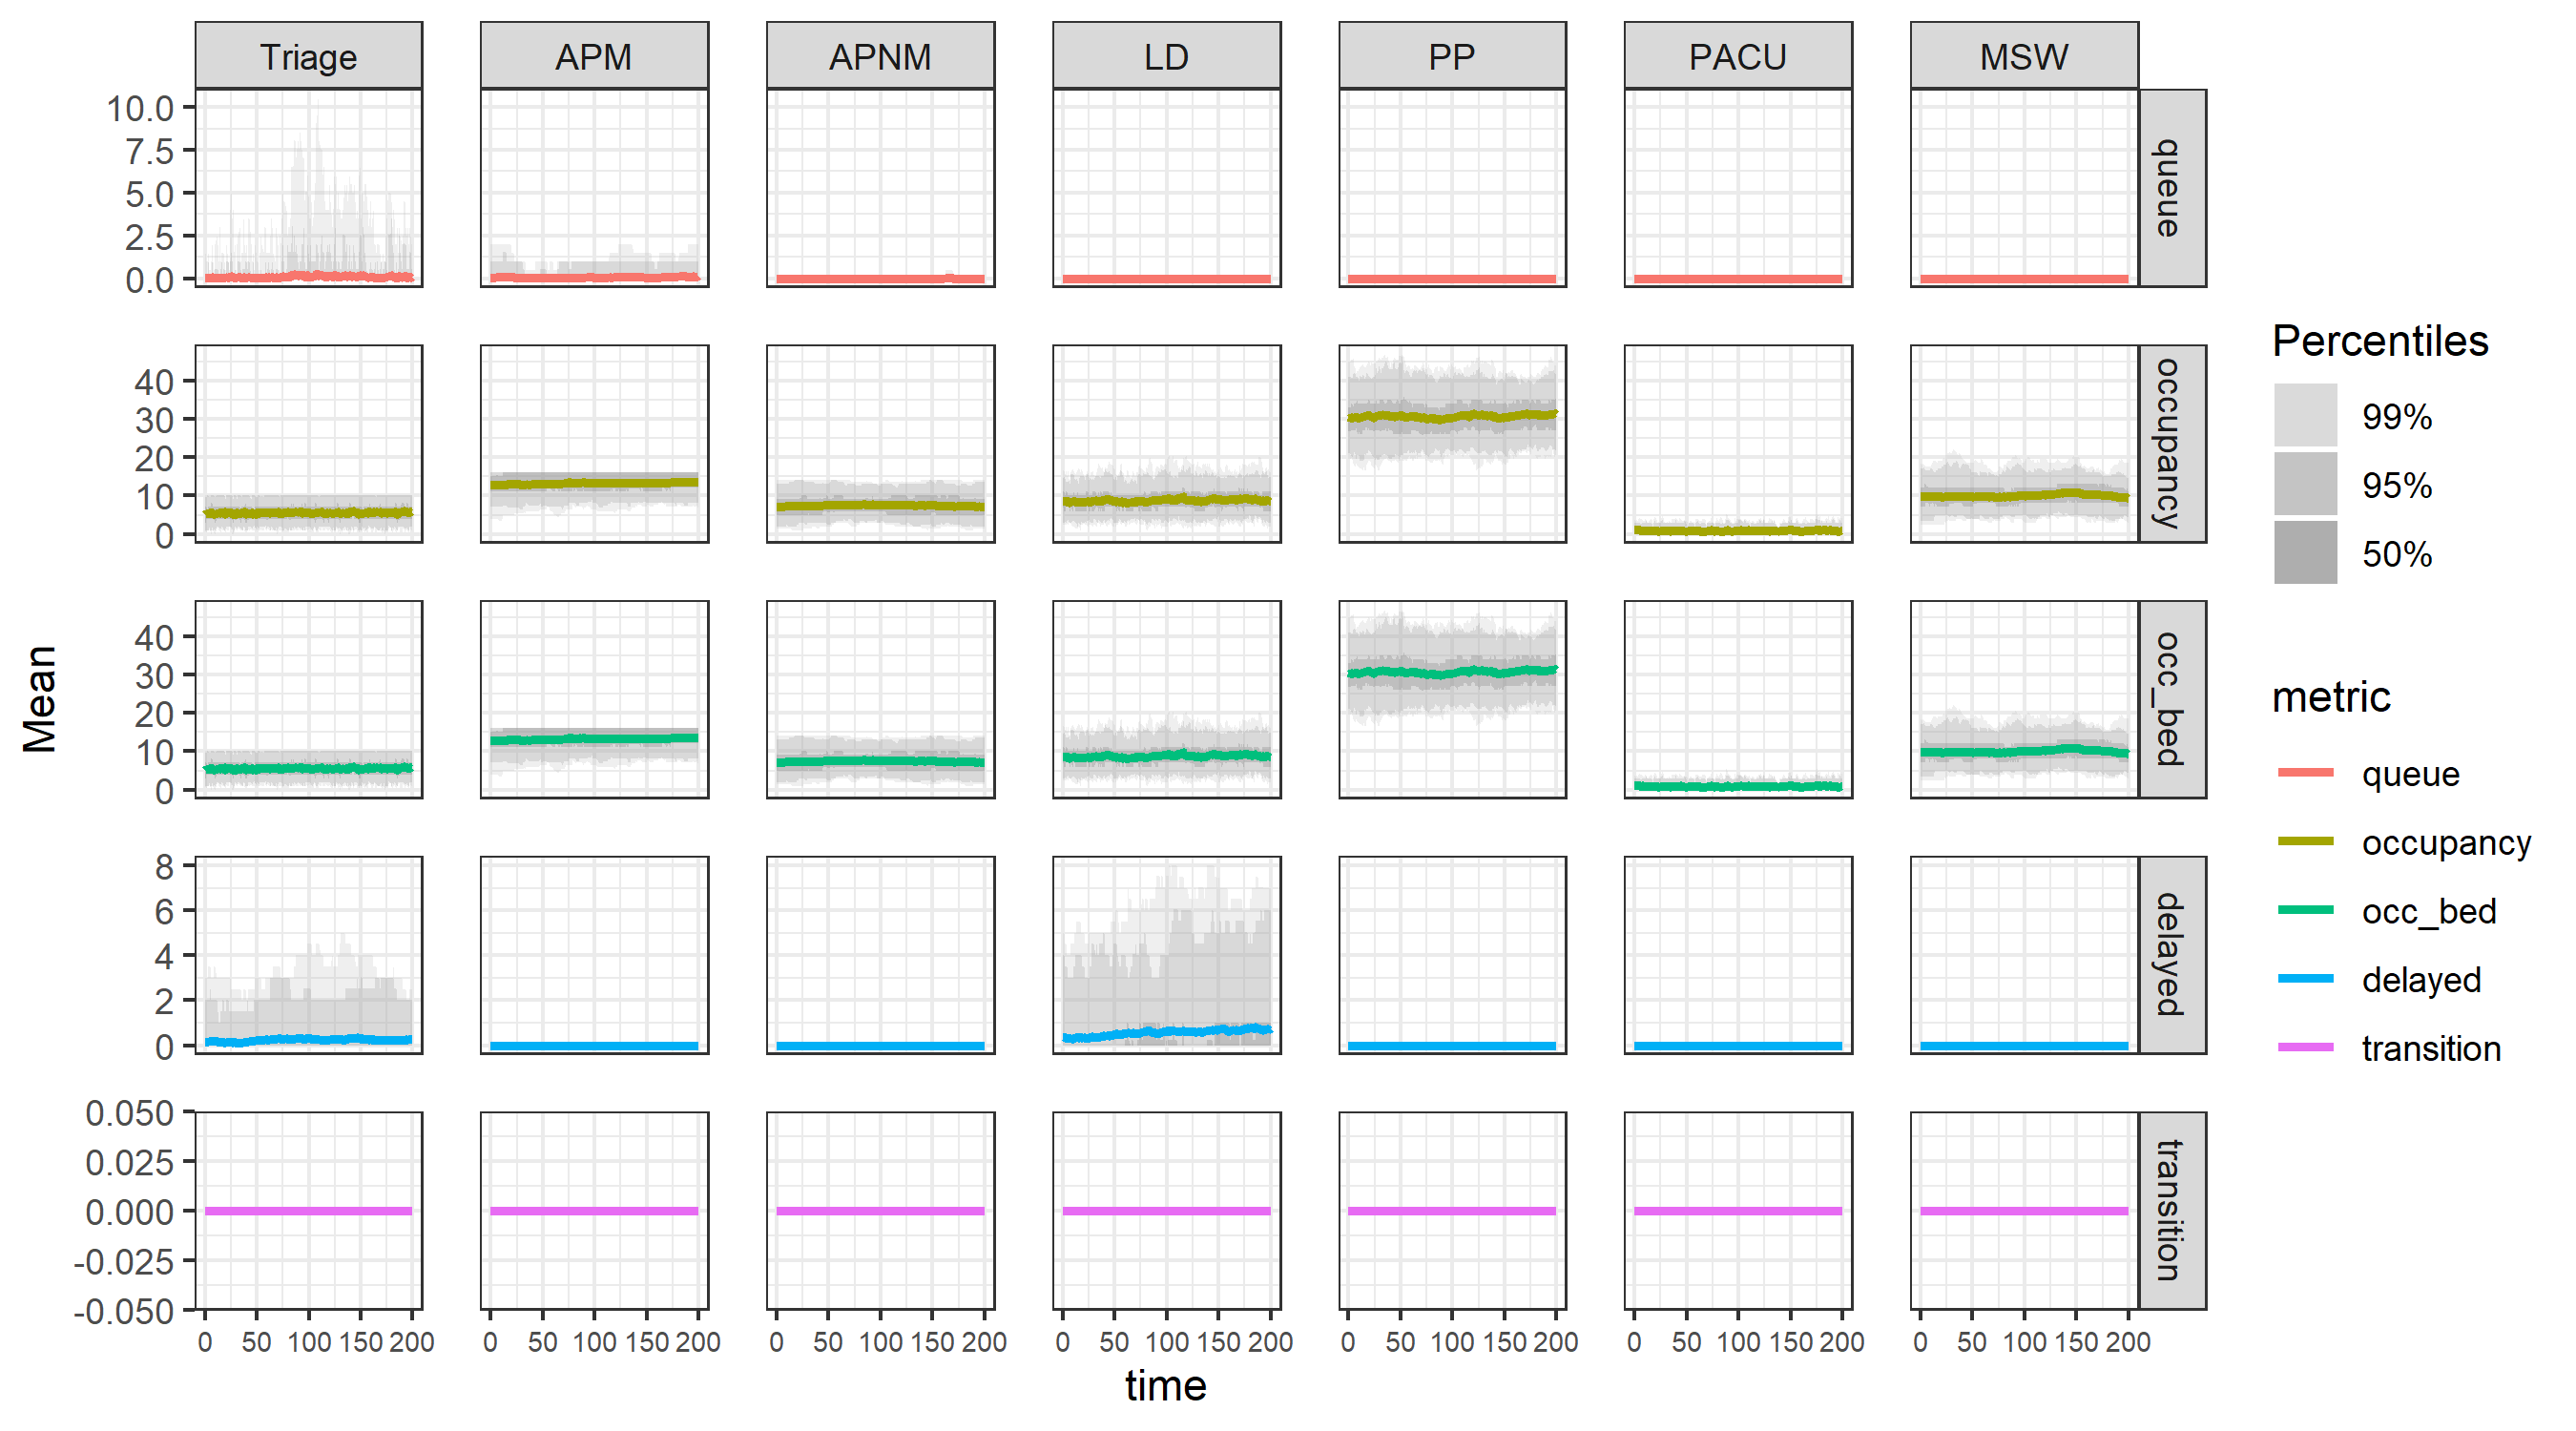 Triage APM APNM LD PP PACU MSW
10.0
7.5
5.0
2.5
0.0
queue
40
30
20
10
0
occupancy
40
30
20
10
0
occ_bed
8
6
4
2
0
delayed
0.050
0.025
0.000
-0.025
-0.050
transition
0 50 100 150 200 0 50 100 150 200 0 50 100 150 200 0 50 100 150 200 0 50 100 150 200 0 50 100 150 200 0 50 100 150 200
time
Mean
Percentiles
99%
95%
50%
metric
queue
occupancy
occ_bed
delayed
transition